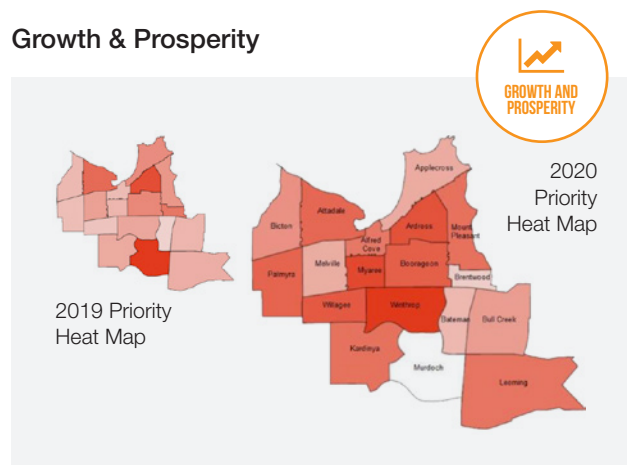 Growth & Prosperity
GROWTH AND
PROSPERITY
2020
Priority
Heat Map
2019 Priority
Heat Map
Applecross
Attadale
Bicton
Ardross
Mount
Pleasant
Alfred
Cove
Palmyra
Melville
Myaree
Booragoon
Brentwood
Willagee
Winthrop
Bateman
Bull Creek
Kardinya
Murdoch
Leeming